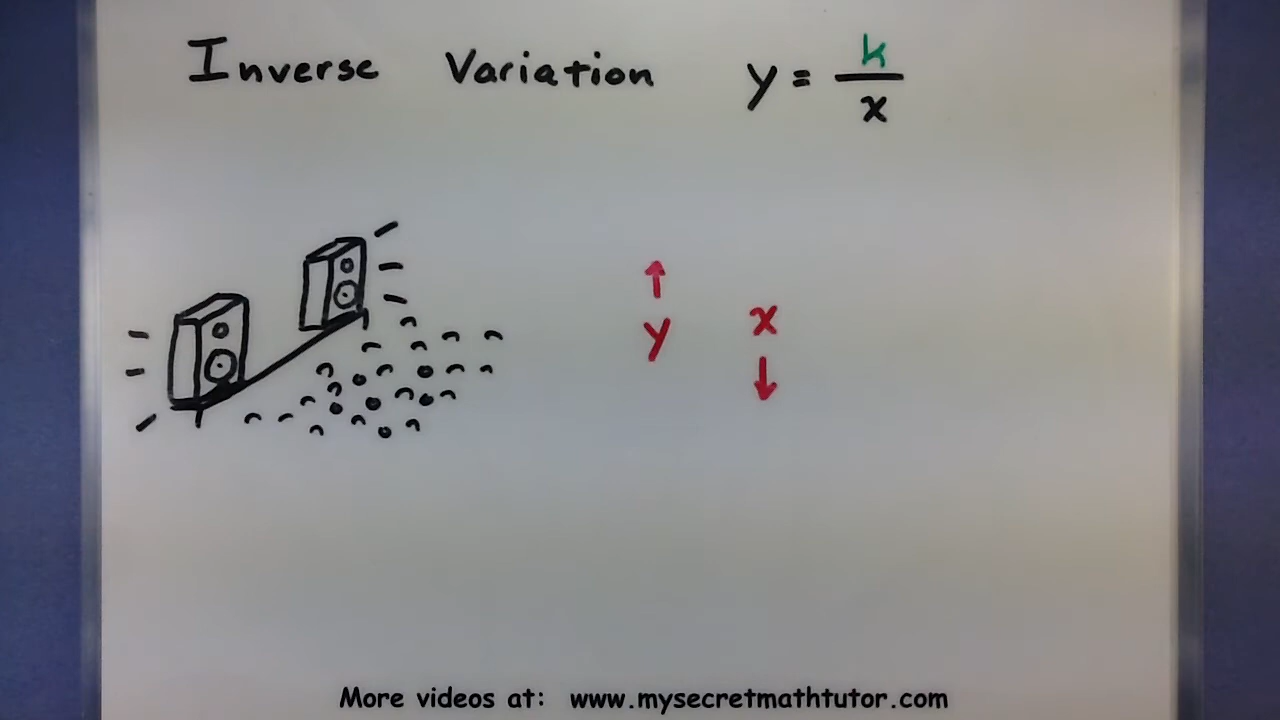 Inverse Variation y = k/x
y x
More videos at: www.mysecretmathtutor.com